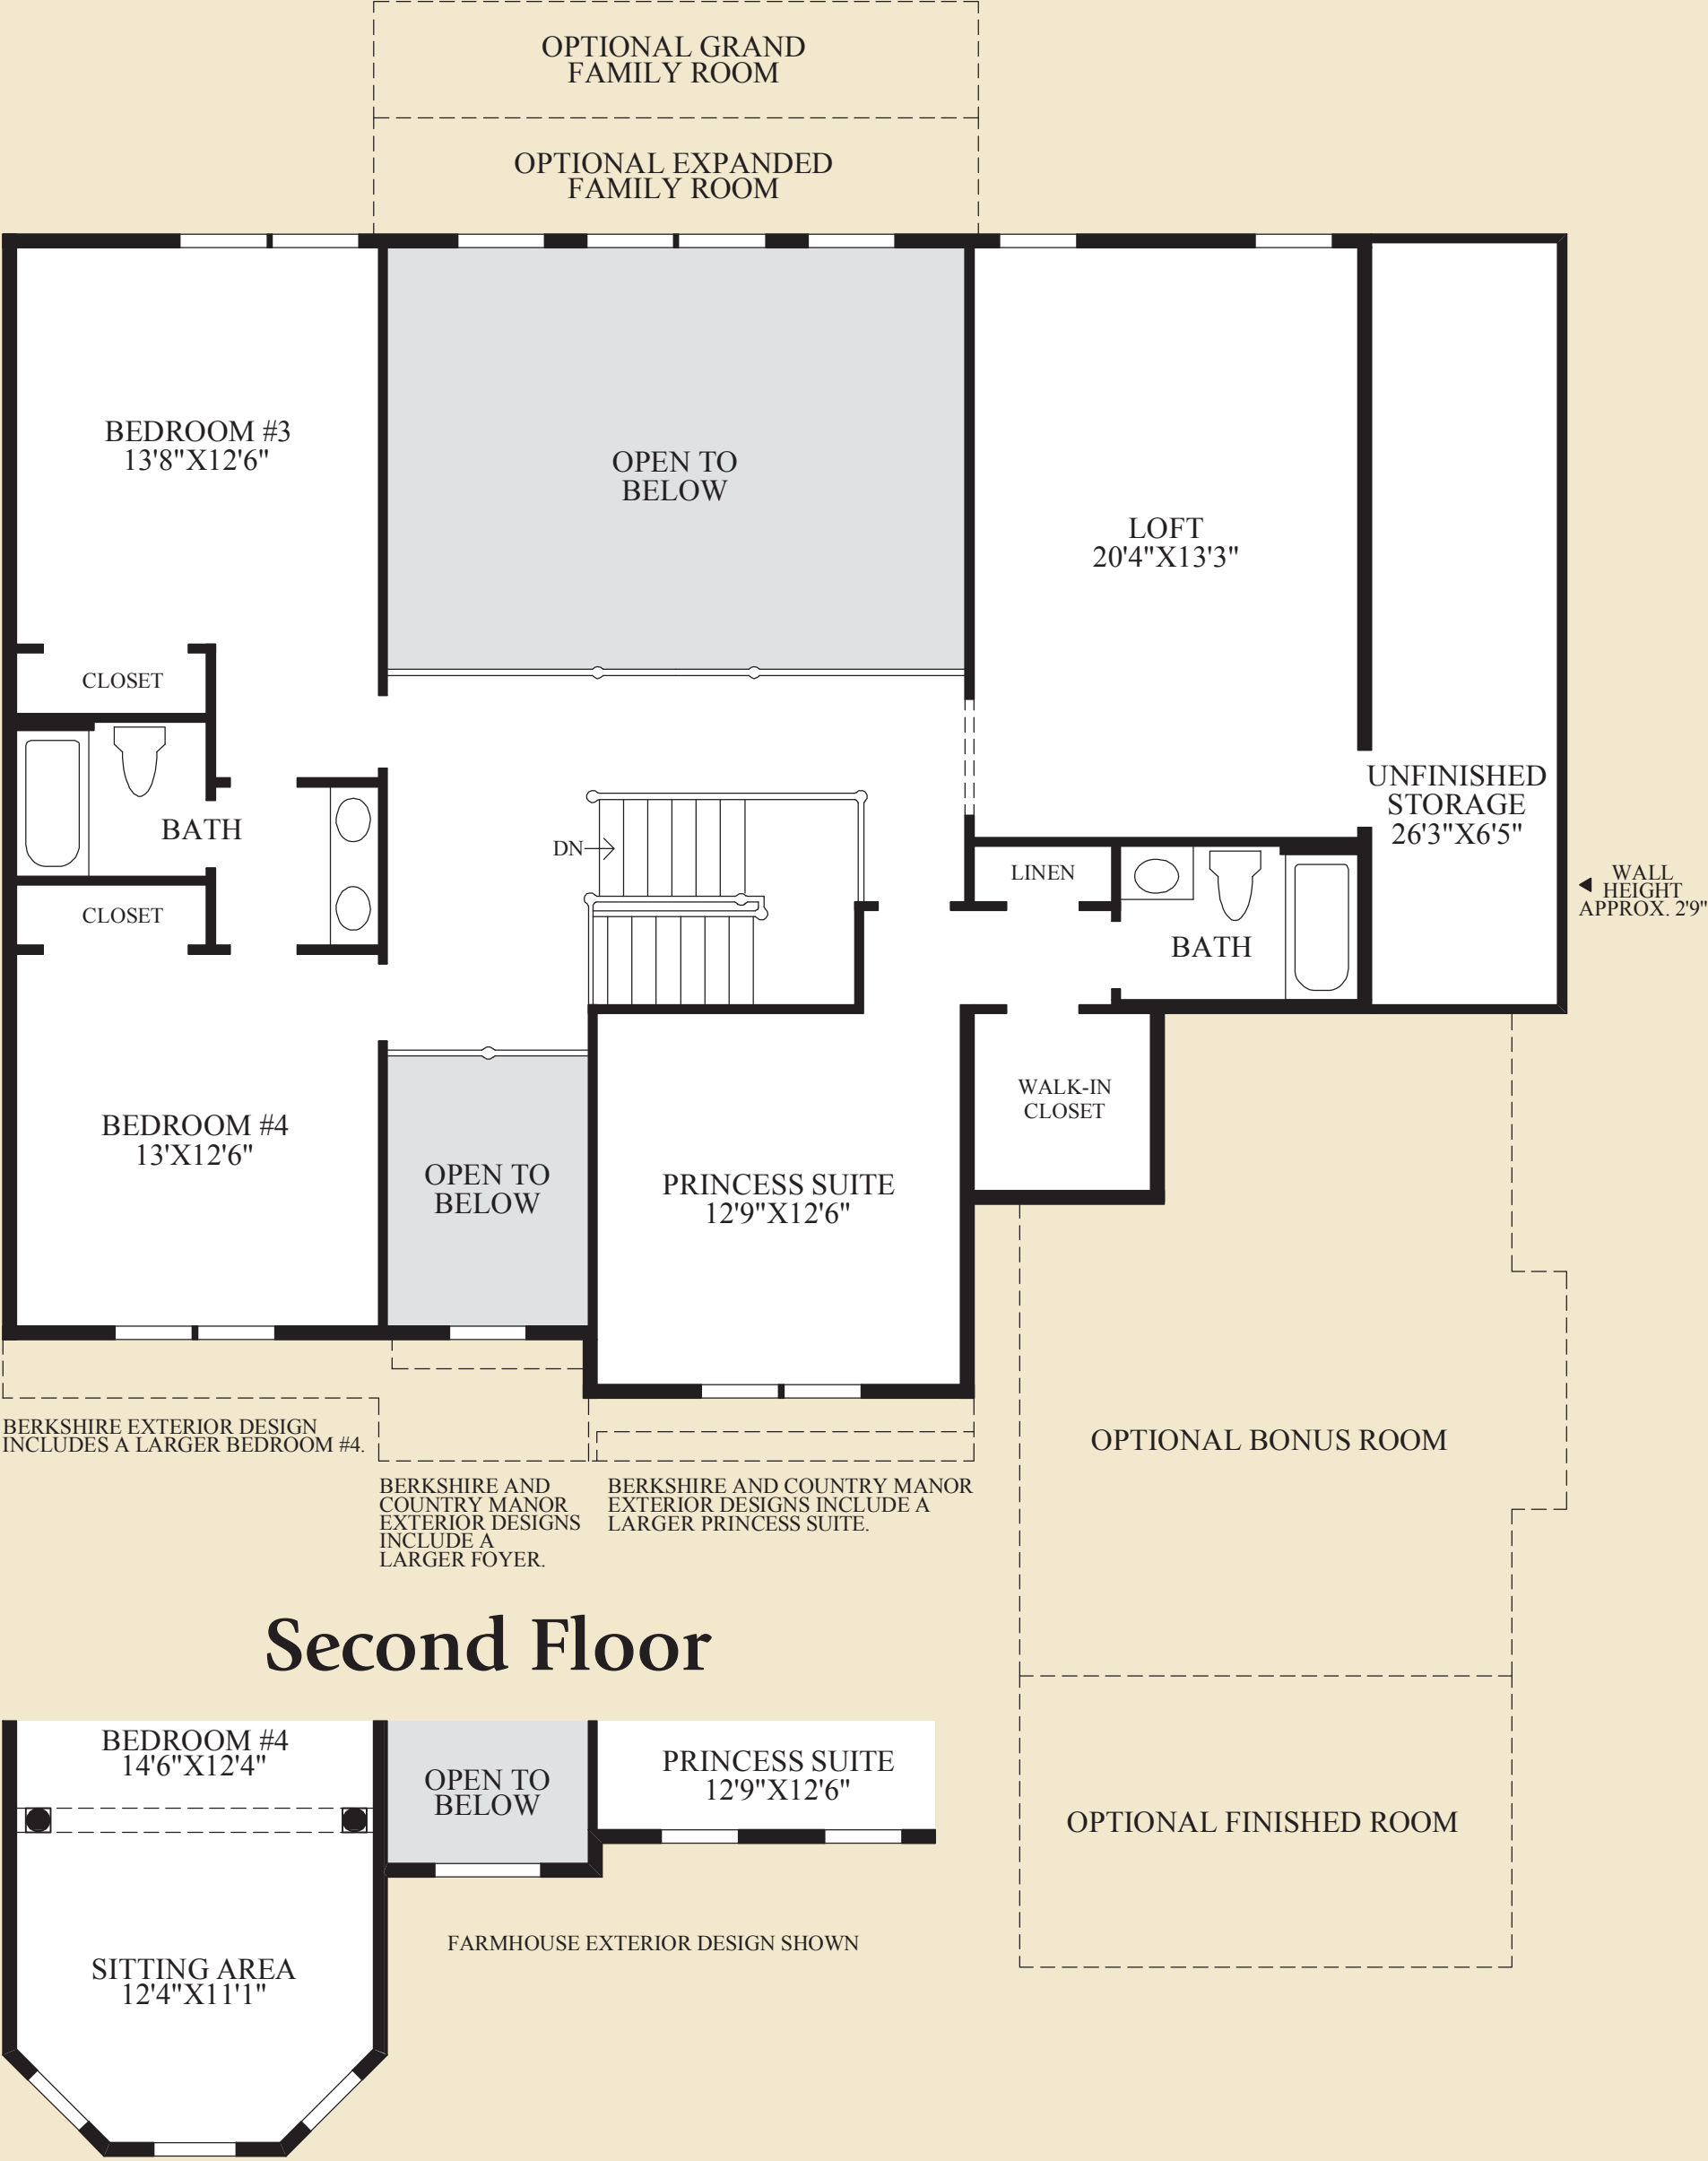 OPTIONAL GRAND
FAMILY ROOM
OPTIONAL EXPANDED
FAMILY ROOM
BEDROOM #3
13'8"X12'6"
OPEN TO
BELOW
LOFT
20'4"X13'3"
CLOSET
UNFINISHED
STORAGE
26'3"X6'5"
BATH
DN
LINEN
WALL
HEIGHT
APPROX. 2'9"
CLOSET
BATH
WALK-IN
CLOSET
BEDROOM #4
13'X12'6"
OPEN TO
BELOW
PRINCESS SUITE
12'9"X12'6"
BERKSHIRE EXTERIOR DESIGN
INCLUDES A LARGER BEDROOM #4.
OPTIONAL BONUS ROOM
BERKSHIRE AND
COUNTRY MANOR
EXTERIOR DESIGNS
INCLUDE A
LARGER FOYER.
BERKSHIRE AND COUNTRY MANOR
EXTERIOR DESIGNS INCLUDE A
LARGER PRINCESS SUITE.
Second Floor
BEDROOM #4
14'6"X12'4"
OPEN TO
BELOW
PRINCESS SUITE
12'9"X12'6"
OPTIONAL FINISHED ROOM
FARMHOUSE EXTERIOR DESIGN SHOWN
SITTING AREA
12'4"X11'1"